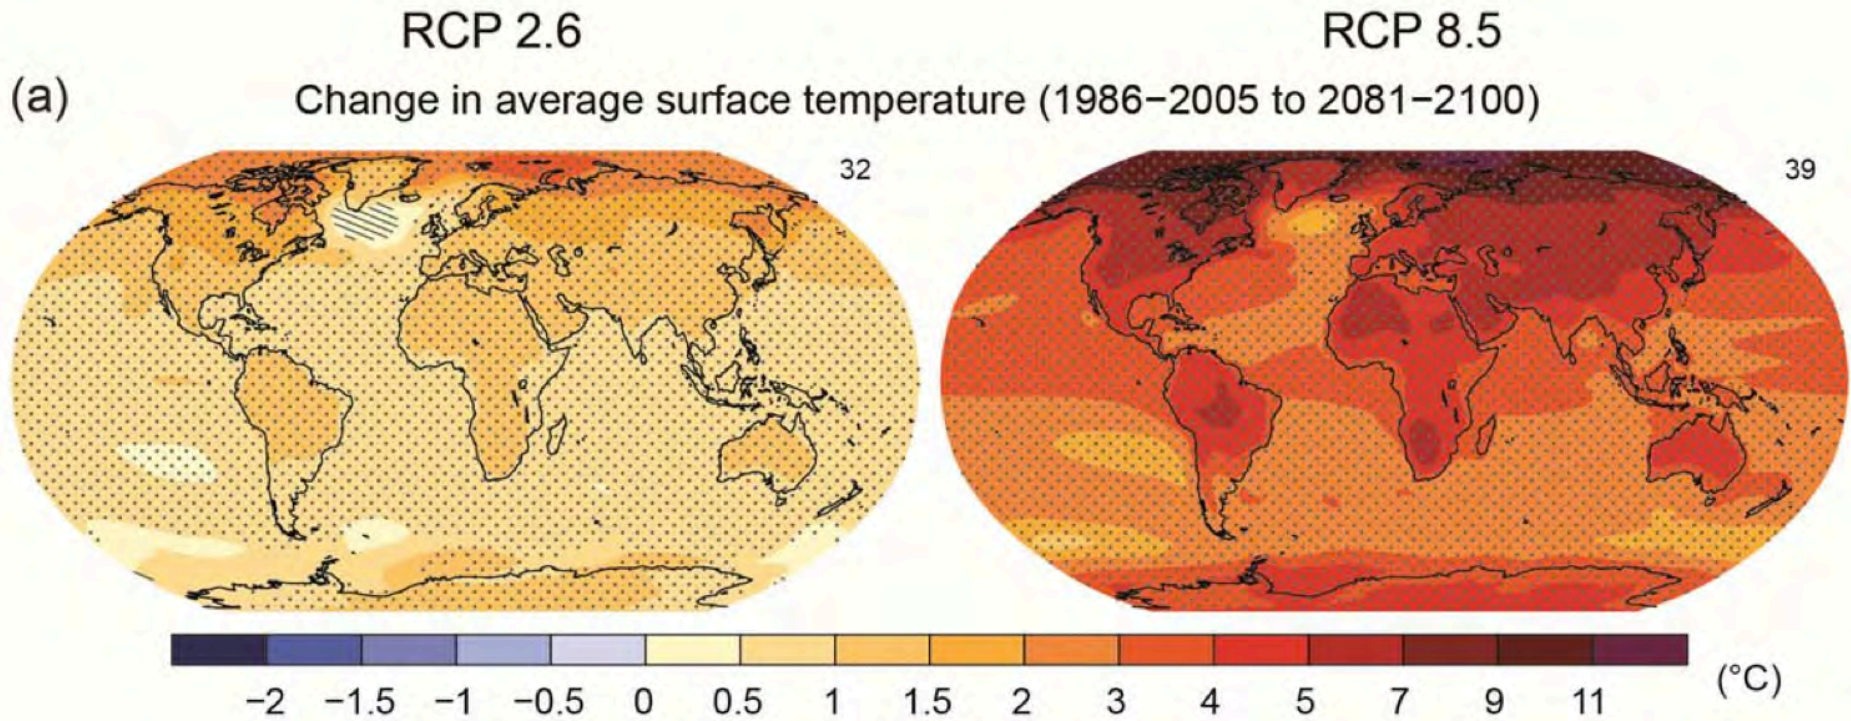 RCP 2.6 RCP 8.5
(a) Change in average surface temperature (1986−2005 to 2081−2100)
32 39
−2 −1.5 −1 −0.5 0 0.5 1 1.5 2 3 4 5 7 9 11 (°C)